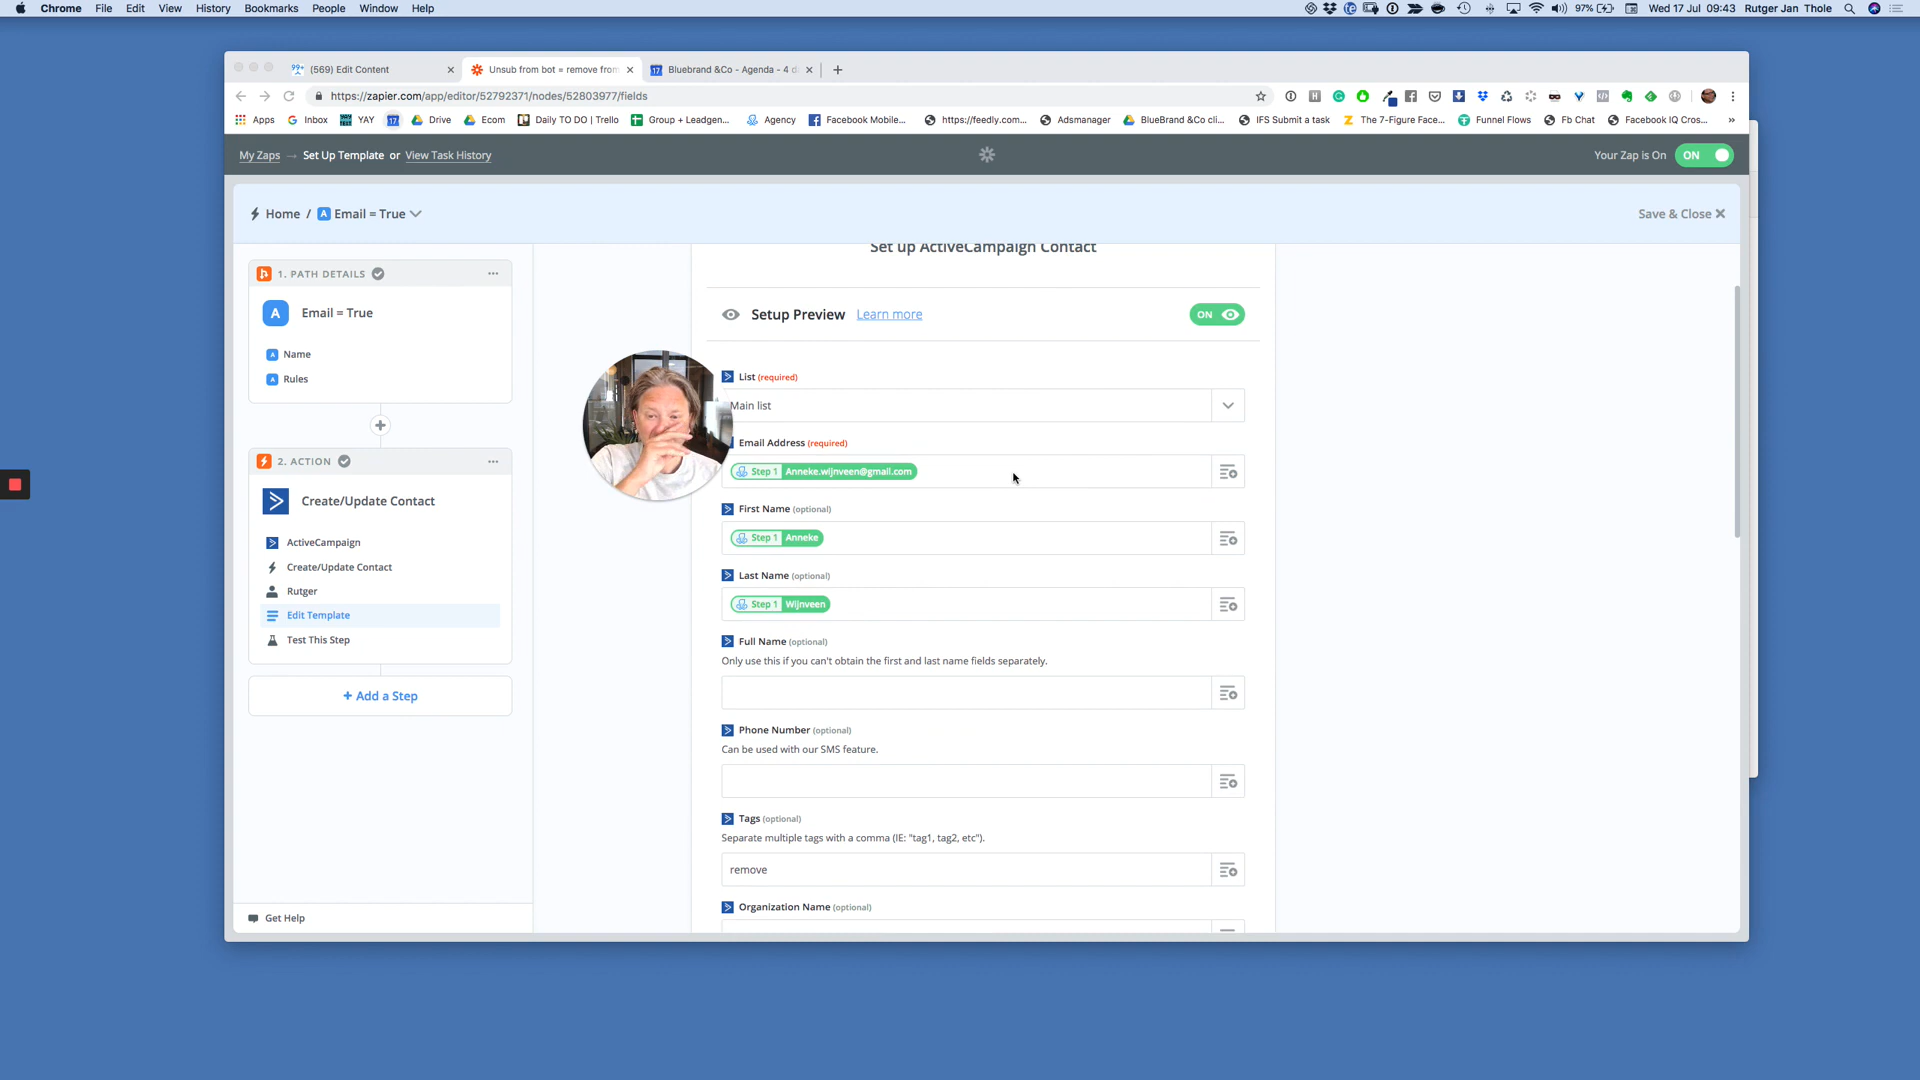 Chrome File Edit View History Bookmarks People Window Help
97% Wed 17 Jul 09:43 Rutger Jan Thole
99+ (569) Edit Content
Unsub from bot = remove from
17 Bluebrand &Co - Agenda - 4 d
https://zapier.com/app/editor/52792371/nodes/52803977/fields
Apps Inbox YAY 17 Drive Ecom Daily TO DO | Trello Group + Leadgen... Agency Facebook Mobile... https://feedly.com... Adsmanager BlueBrand &Co cli... IFS Submit a task The 7-Figure Face... Funnel Flows Fb Chat Facebook IQ Cros... »
My Zaps → Set Up Template or View Task History
Your Zap is On ON
Home / A Email = True
Save & Close ✕
1. PATH DETAILS ...
A Email = True
A Name
A Rules
2. ACTION ...
Create/Update Contact
ActiveCampaign
Create/Update Contact
Rutger
Edit Template
Test This Step
+ Add a Step
Get Help
Set up ActiveCampaign Contact
Setup Preview Learn more ON
List (required)
Main list
Email Address (required)
Step 1 Anneke.wijnveen@gmail.com
First Name (optional)
Step 1 Anneke
Last Name (optional)
Step 1 Wijnveen
Full Name (optional)
Only use this if you can't obtain the first and last name fields separately.
Phone Number (optional)
Can be used with our SMS feature.
Tags (optional)
Separate multiple tags with a comma (IE: "tag1, tag2, etc").
remove
Organization Name (optional)